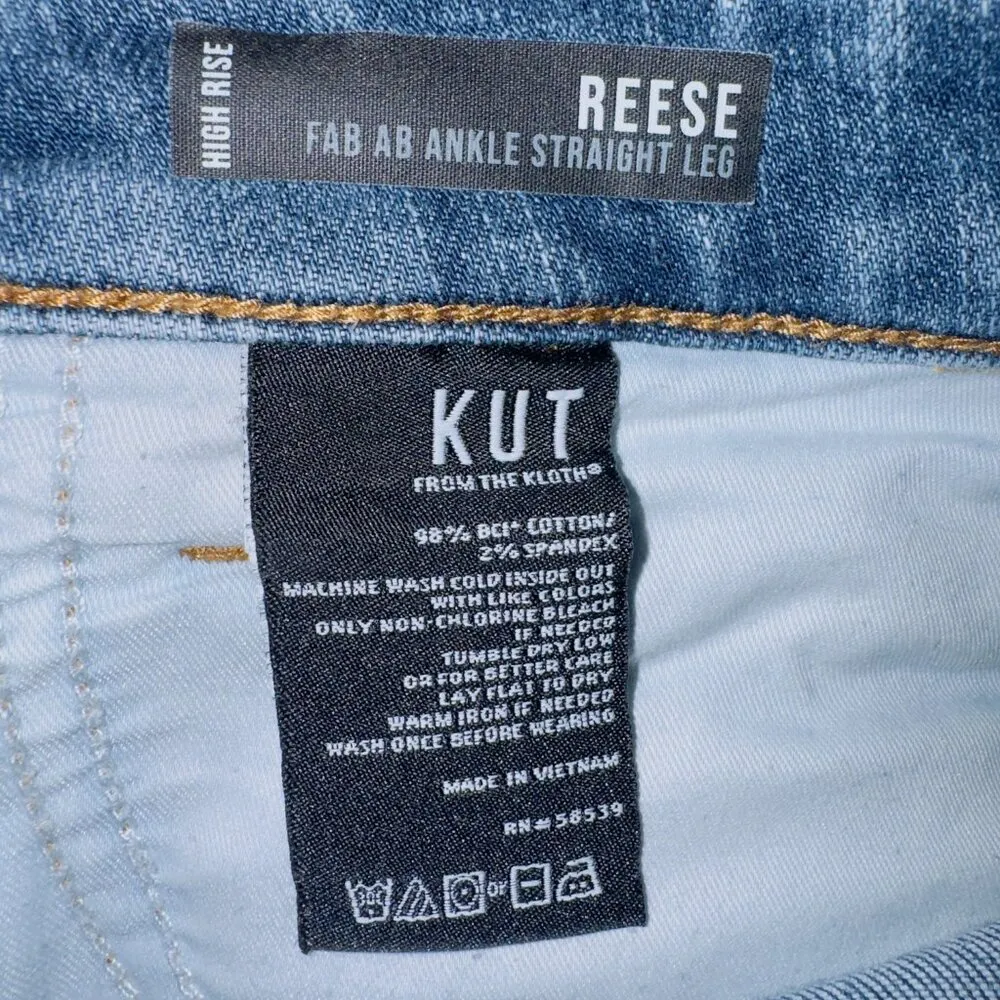 HIGH RISE
REESE
FAB AB ANKLE STRAIGHT LEG
KUT
FROM THE KLOTH®
98% BCI* COTTON/
2% SPANDEX
MACHINE WASH COLD INSIDE OUT
WITH LIKE COLORS
ONLY NON-CHLORINE BLEACH
IF NEEDED
TUMBLE DRY LOW
OR FOR BETTER CARE
LAY FLAT TO DRY
WARM IRON IF NEEDED
WASH ONCE BEFORE WEARING
MADE IN VIETNAM
RN#58539
or